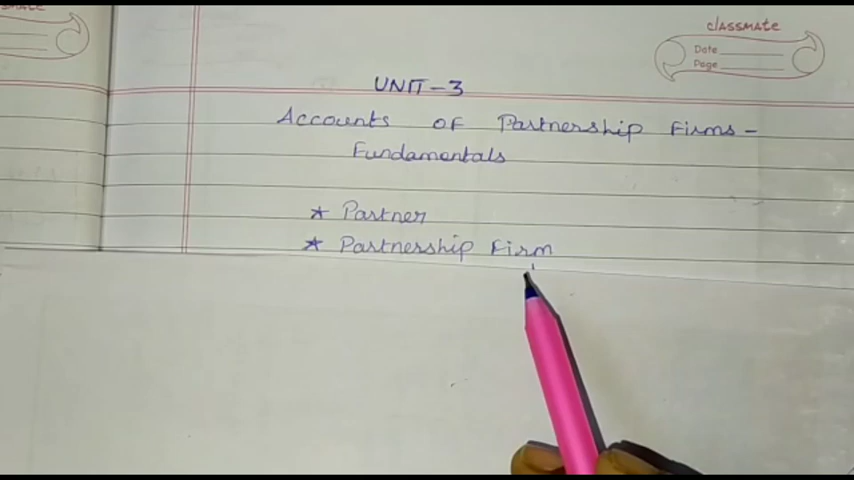 classmate
Date
Page
UNIT-3
Accounts of Partnership Firms-
Fundamentals
* Partner
* Partnership Firm